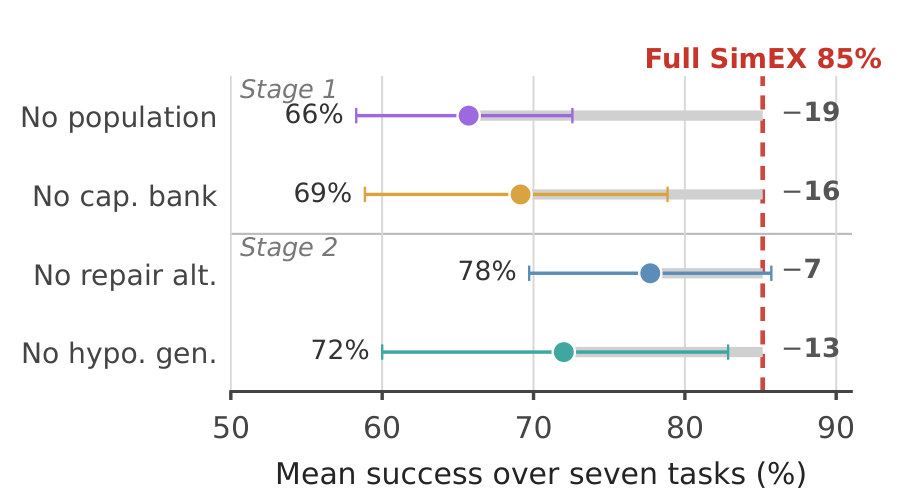 Full SimEX 85%
Stage 1
No population 66% −19
No cap. bank 69% −16
Stage 2
No repair alt. 78% −7
No hypo. gen. 72% −13
50 60 70 80 90
Mean success over seven tasks (%)